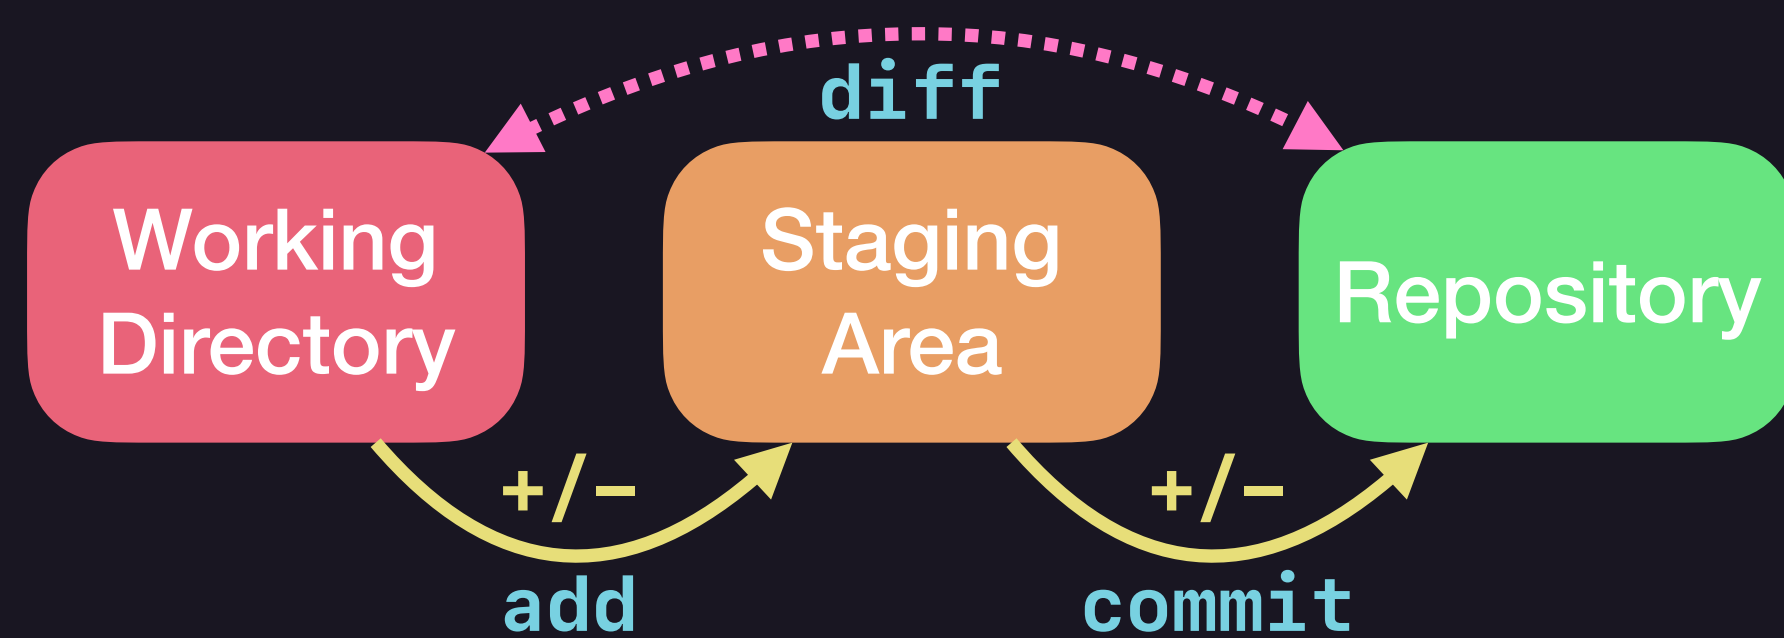 diff
Working
Directory
Staging
Area
Repository
+/−
+/−
add
commit